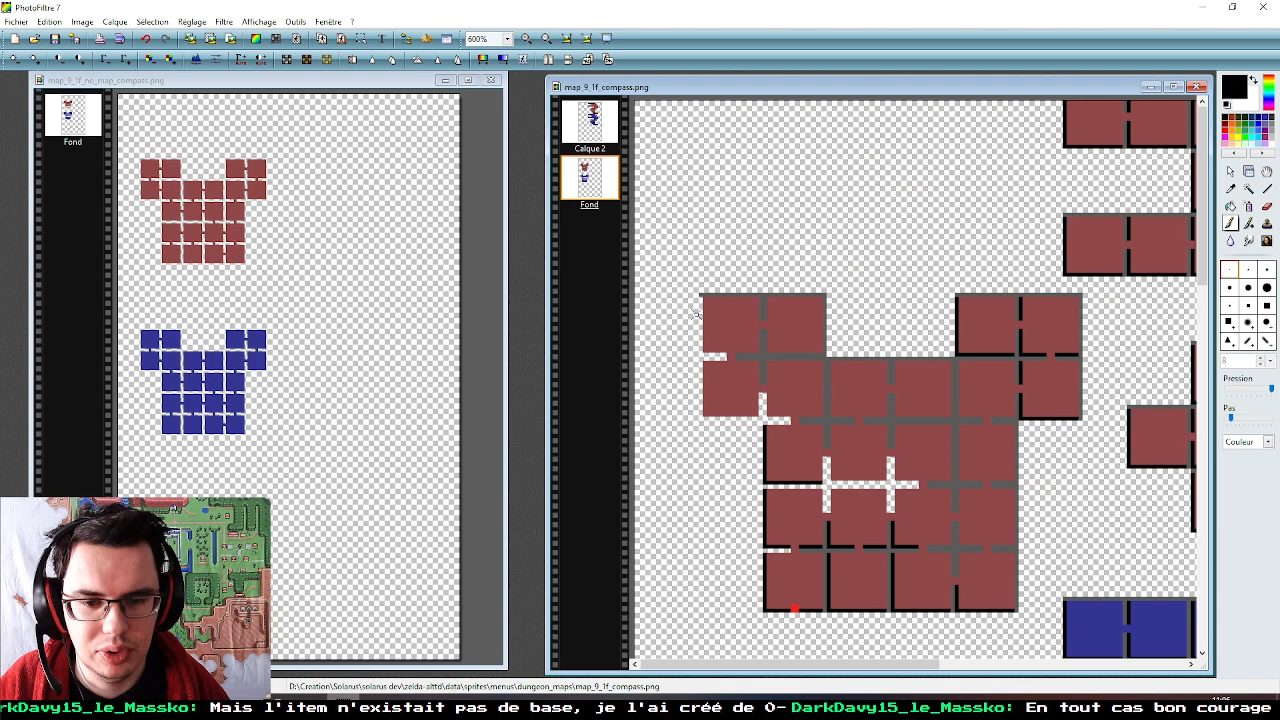 PhotoFiltre 7
Fichier Edition Image Calque Sélection Réglage Filtre Affichage Outils Fenêtre ?
600%
map_9_1f_no_map_compass.png
map_9_1f_compass.png
Fond
Calque 2
Fond
8
Pression
Pas
Couleur
D:\Creation\Solarus\solarus dev\zelda-alttd\data\sprites\menus\dungeon_maps\map_9_1f_compass.png
rkDavy15_le_Massko: Mais l'item n'existait pas de base, je l'ai créé de 0- DarkDavy15_le_Massko: En tout cas bon courage